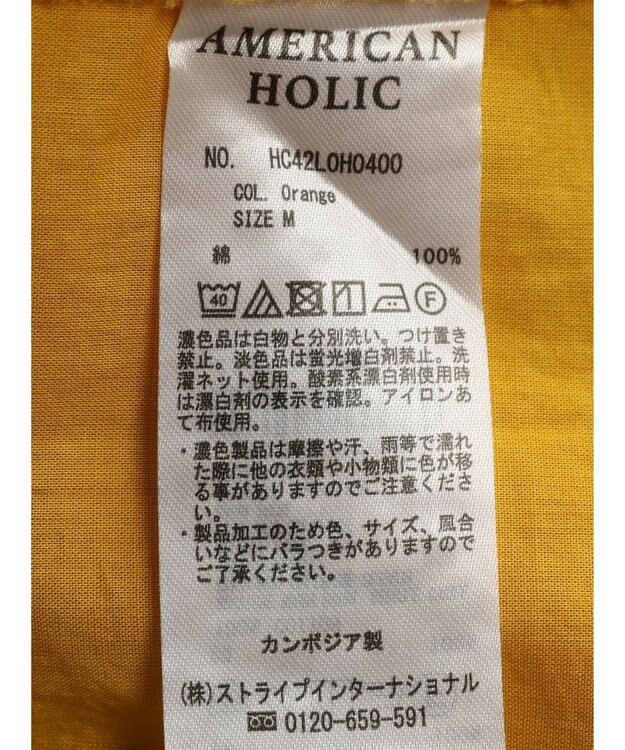 AMERICAN
HOLIC
NO. HC42L0H0400
COL. Orange
SIZE M
綿 100%
40 F
濃色品は白物と分別洗い。つけ置き
禁止。淡色品は蛍光増白剤禁止。洗
濯ネット使用。酸素系漂白剤使用時
は漂白剤の表示を確認。アイロンあ
て布使用。
・濃色製品は摩擦や汗、雨等で濡れ
た際に他の衣類や小物類に色が移
る事がありますのでご注意くださ
い。
・製品加工のため色、サイズ、風合
いなどにバラつきがありますので
ご了承ください。
カンボジア製
(株)ストライプインターナショナル
0120-659-591